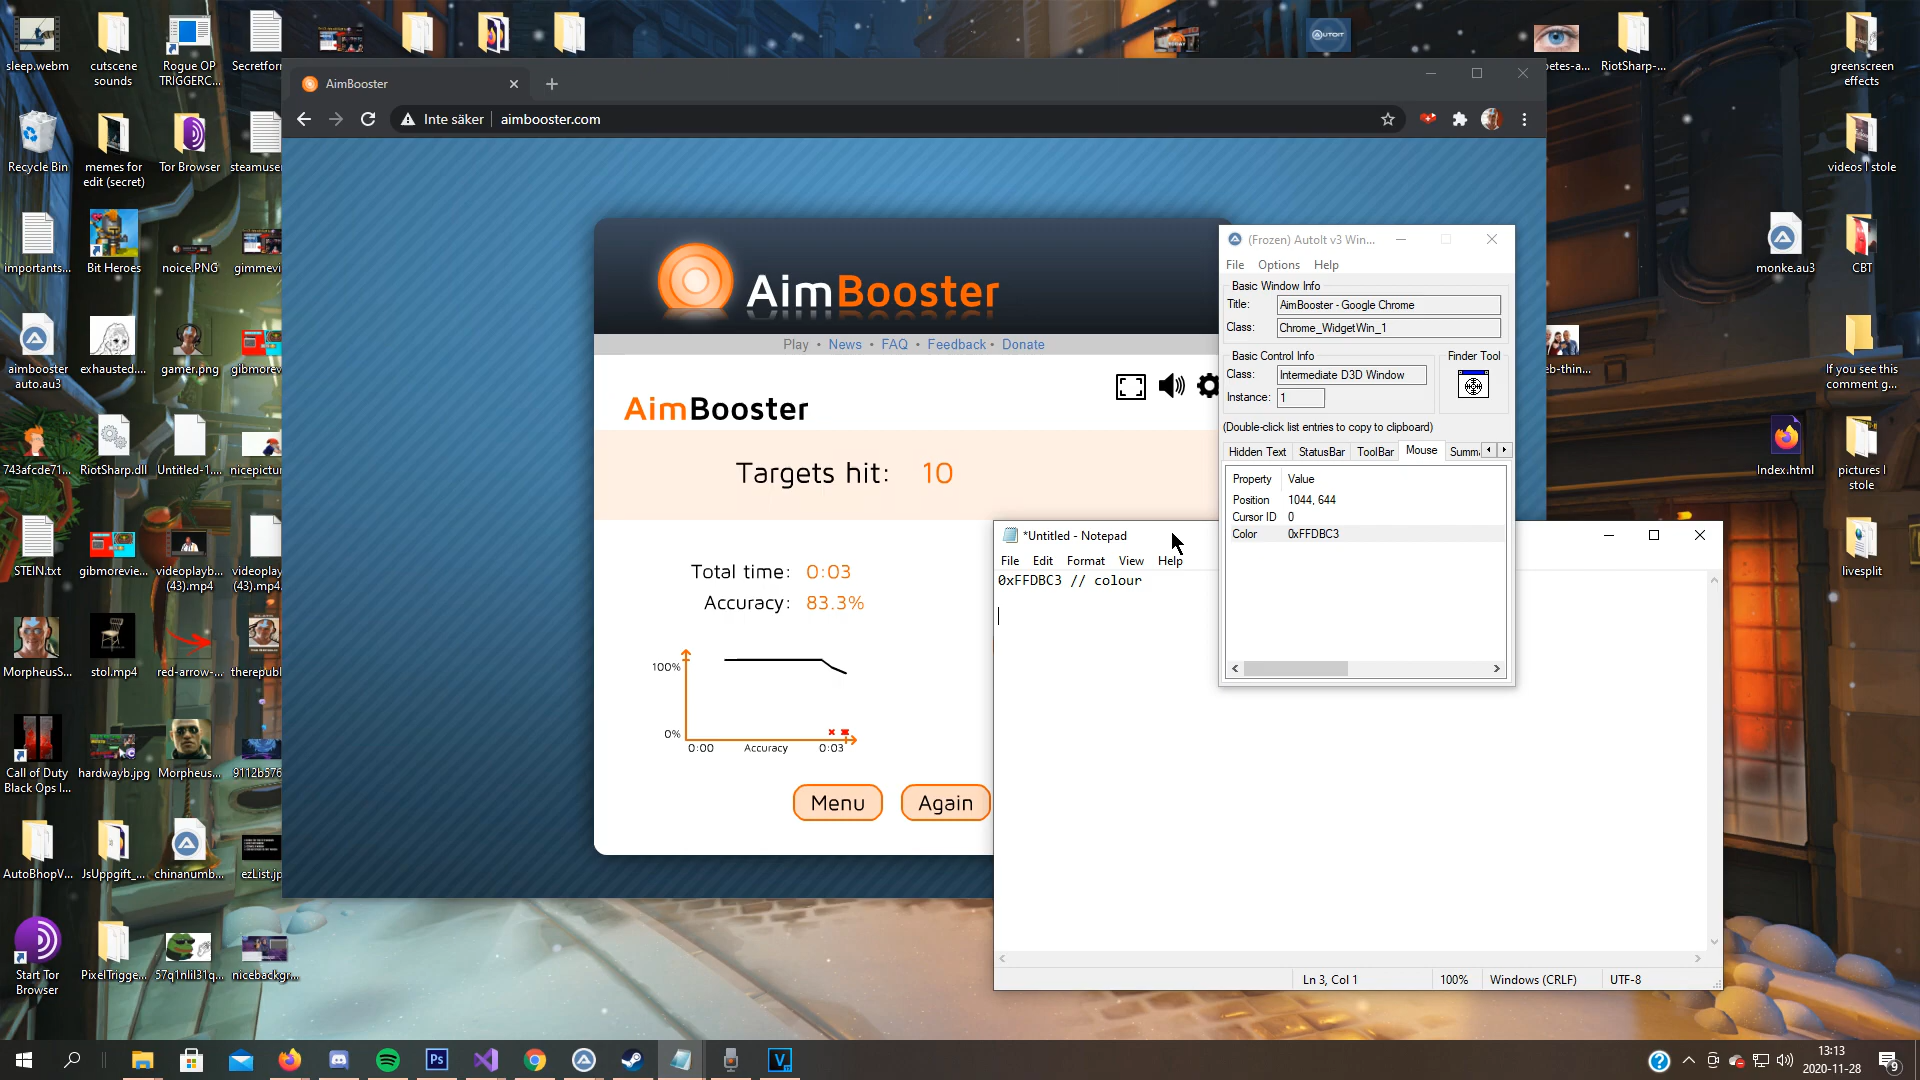 sleep.webm
cutscene
sounds
Rogue OP
TRIGGERC...
Secretfor
etes-a...
RiotSharp-...
greenscreen
effects
AimBooster
Inte säker
aimbooster.com
Recycle Bin
memes for
edit (secret)
Tor Browser
steamuse
videos I stole
importants...
Bit Heroes
noice.PNG
gimmevi
monke.au3
CBT
AimBooster
Play • News • FAQ • Feedback • Donate
AimBooster
Targets hit: 10
Total time: 0:03
Accuracy: 83.3%
100%
0%
0:00
Accuracy
0:03
Menu
Again
(Frozen) AutoIt v3 Win...
File
Options
Help
Basic Window Info
Title:
AimBooster - Google Chrome
Class:
Chrome_WidgetWin_1
Basic Control Info
Class:
Intermediate D3D Window
Instance:
1
Finder Tool
(Double-click list entries to copy to clipboard)
Hidden Text
StatusBar
ToolBar
Mouse
Summ
Property
Value
Position
1044, 644
Cursor ID
0
Color
0xFFDBC3
*Untitled - Notepad
File
Edit
Format
View
Help
0xFFDBC3 // colour
Ln 3, Col 1
100%
Windows (CRLF)
UTF-8
aimbooster
auto.au3
exhausted....
gamer.png
gibmorev
eb-thin...
If you see this
comment g...
743afcde71...
RiotSharp.dll
Untitled-1....
nicepictur
Index.html
pictures I
stole
STEIN.txt
gibmorevie...
videoplayb...
(43).mp4
videoplay
(43).mp4
livesplit
MorpheusS...
stol.mp4
red-arrow-...
therepubl
Call of Duty
Black Ops I...
hardwayb.jpg
Morpheus...
9112b576
AutoBhopV...
JsUppgift_...
chinanumb...
ezList.jp
Start Tor
Browser
PixelTrigge...
57q1nlil31q...
nicebackgr...
AUTOIT
Ps
V
13:13
2020-11-28
9